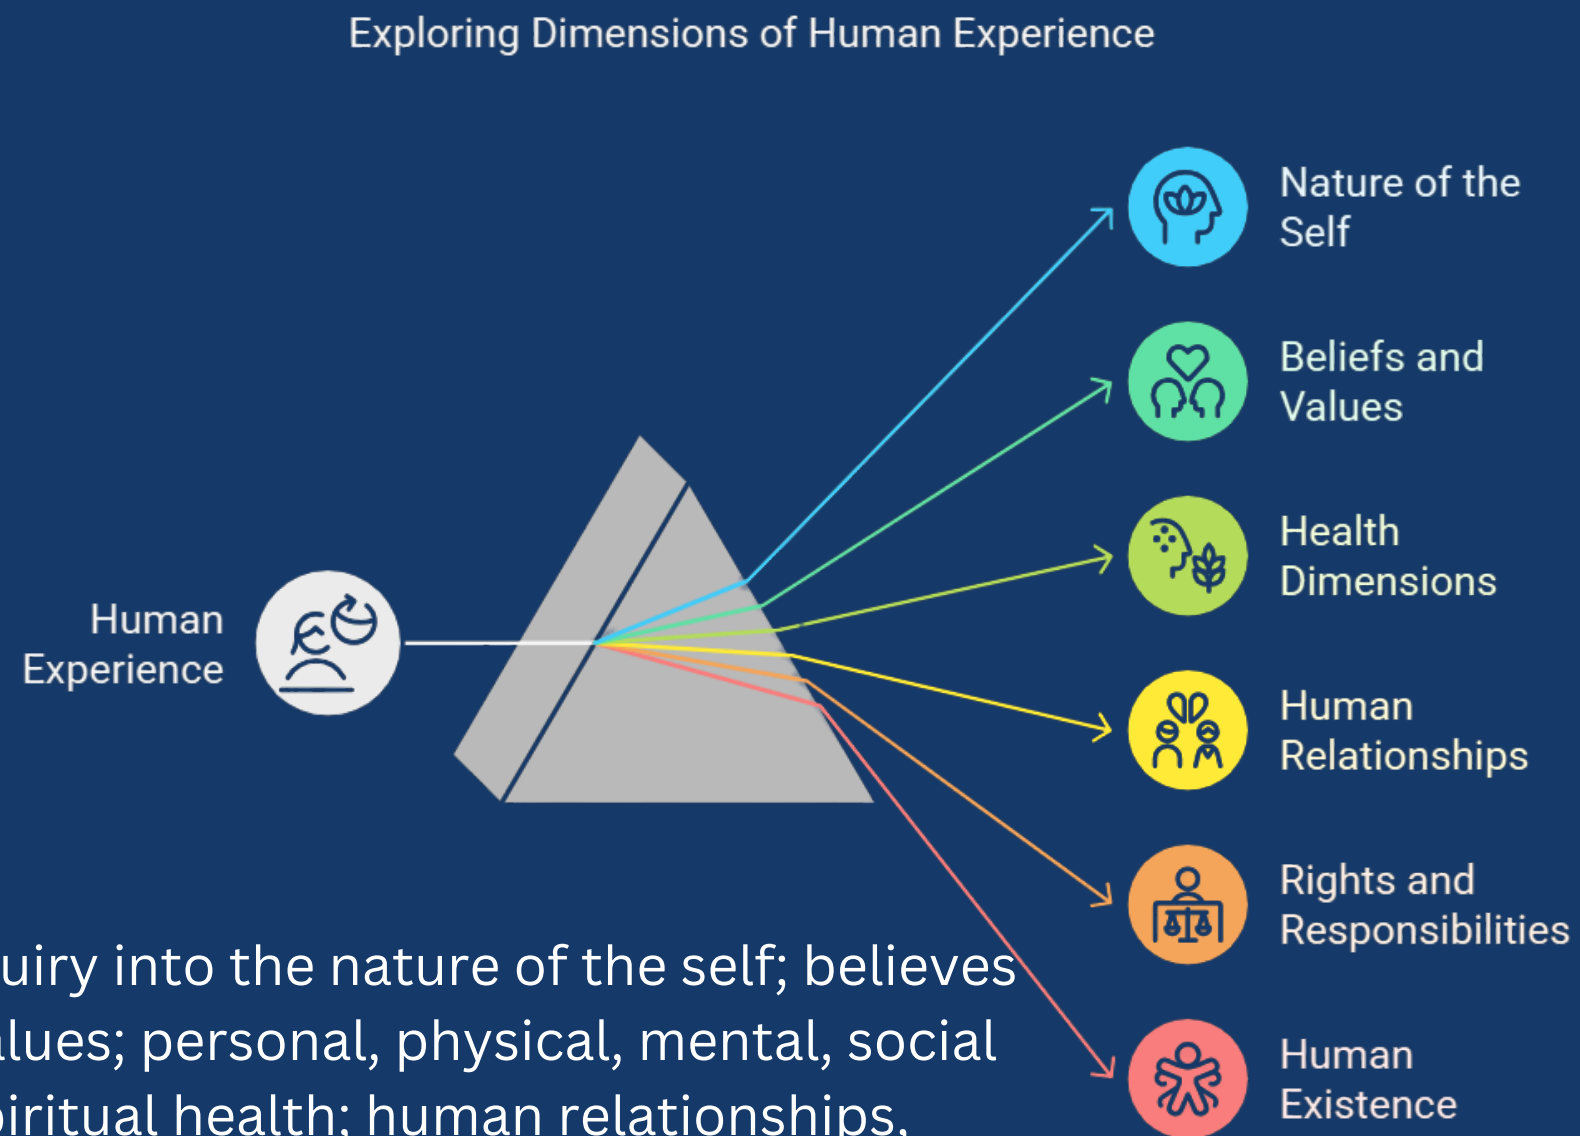 Exploring Dimensions of Human Experience
Nature of the
Self
Beliefs and
Values
Health
Dimensions
Human
Experience
Human
Relationships
Rights and
Responsibilities
Human
Existence
uiry into the nature of the self; believes
alues; personal, physical, mental, social
piritual health; human relationships,